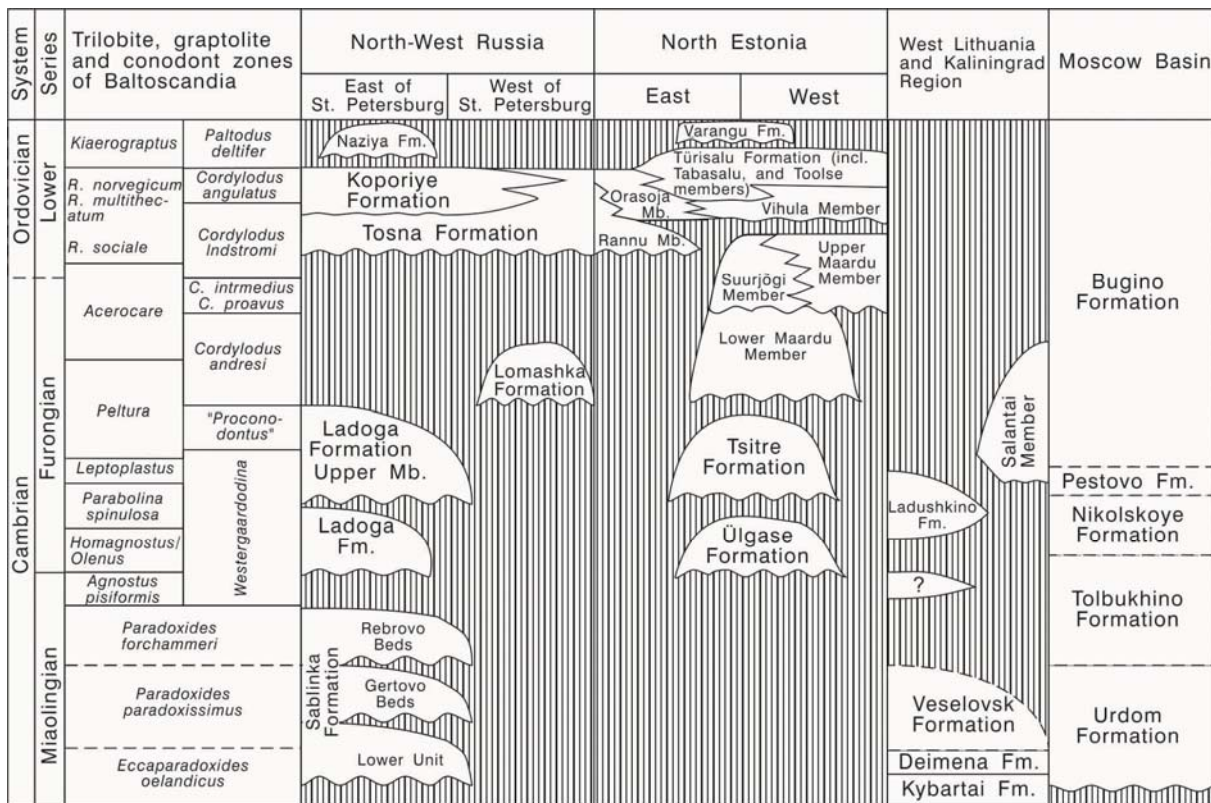 System
Series
Trilobite, graptolite
and conodont zones
of Baltoscandia
North-West Russia
East of
St. Petersburg
West of
St. Petersburg
North Estonia
East
West
West Lithuania
and Kaliningrad
Region
Moscow Basin
Ordovician
Cambrian
Lower
Furongian
Miaolingian
Kiaerograptus
R. norvegicum
R. multithec-
atum
R. sociale
Acerocare
Peltura
Leptoplastus
Parabolina
spinulosa
Homagnostus/
Olenus
Agnostus
pisiformis
Paradoxides
forchammeri
Paradoxides
paradoxissimus
Eccaparadoxides
oelandicus
Paltodus
deltifer
Cordylodus
angulatus
Cordylodus
lndstromi
C. intrmedius
C. proavus
Cordylodus
andresi
"Procono-
dontus"
Westergaardodina
Naziya Fm.
Koporiye
Formation
Tosna Formation
Lomashka
Formation
Ladoga
Formation
Upper Mb.
Ladoga
Fm.
Sablinka
Formation
Rebrovo
Beds
Gertovo
Beds
Lower Unit
Varangu Fm.
Türisalu Formation (incl.
Tabasalu, and Toolse
members)
Orasoja
Mb.
Vihula Member
Rannu Mb.
Suurjõgi
Member
Upper
Maardu
Member
Lower Maardu
Member
Tsitre
Formation
Ülgase
Formation
Salantai
Member
Ladushkino
Fm.
?
Veselovsk
Formation
Deimena Fm.
Kybartai Fm.
Bugino
Formation
Pestovo Fm.
Nikolskoye
Formation
Tolbukhino
Formation
Urdom
Formation